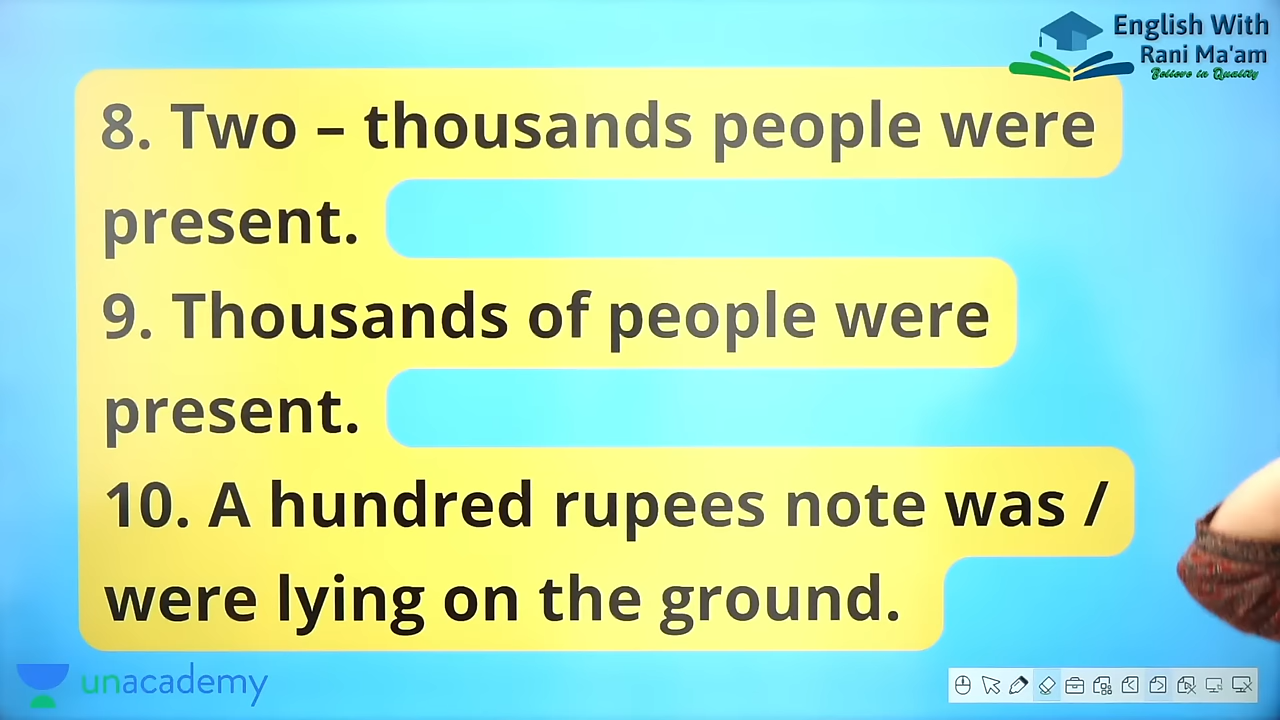 English With
Rani Ma'am
Believe in Quality
8. Two – thousands people were
present.
9. Thousands of people were
present.
10. A hundred rupees note was /
were lying on the ground.
unacademy